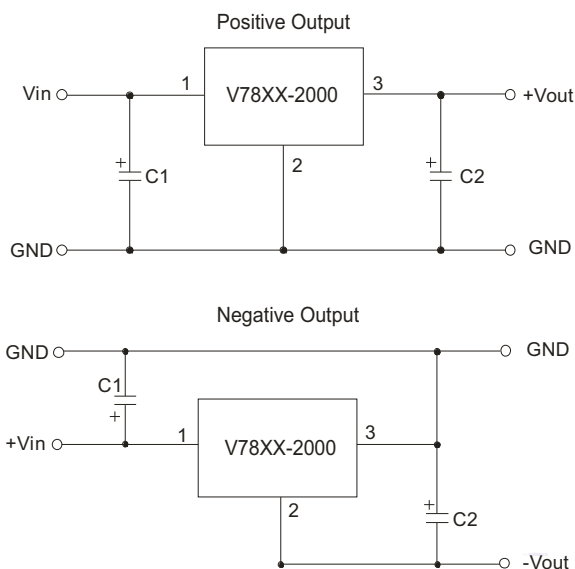 Positive Output
Vin
1
V78XX-2000
3
+Vout
2
+
C1
+
C2
GND
GND
Negative Output
GND
GND
C1
+
+Vin
1
V78XX-2000
3
2
+
C2
-Vout